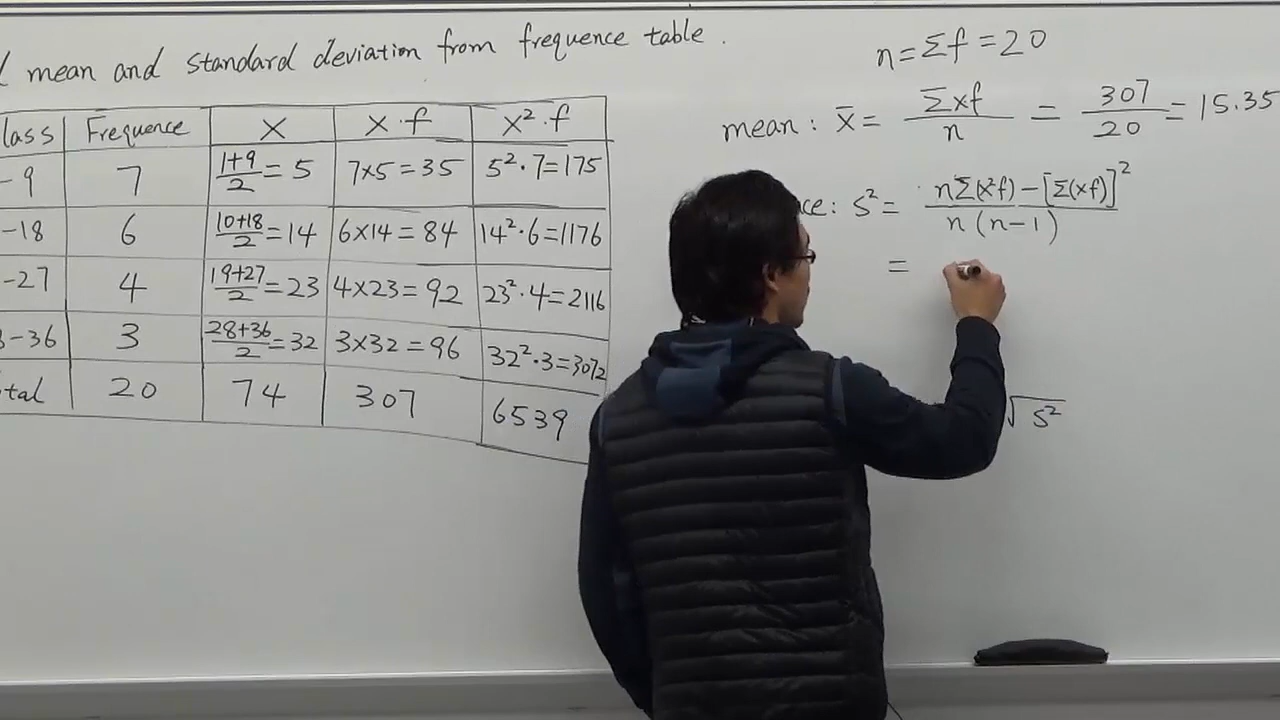 mean and standard deviation from frequence table.
n = Σf = 20
mean: x̄ = Σxf / n = 307 / 20 = 15.35
lass Frequence X X·f X²·f
-9 7 1+9/2 = 5 7×5=35 5²·7=175
-18 6 10+18/2 = 14 6×14=84 14²·6=1176
-27 4 19+27/2 = 23 4×23=92 23²·4=2116
-36 3 28+36/2 = 32 3×32=96 32²·3=3072
tal 20 74 307 6539
ce: S² = nΣ(x²f) − [Σ(xf)]² / n(n−1)
=
√S²